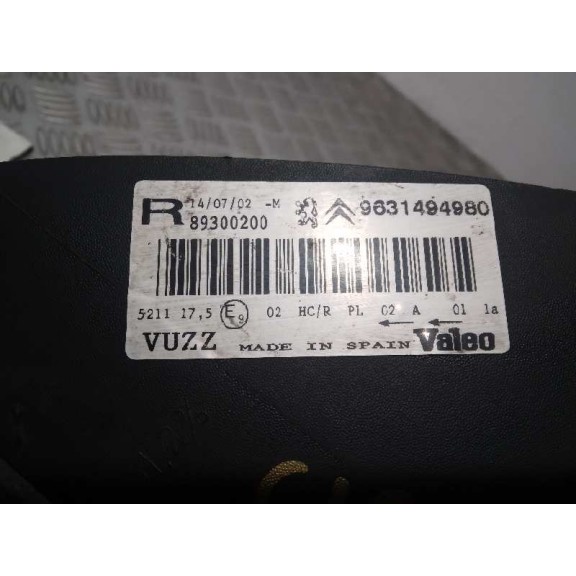 R 14/07/02 -M 9631494980
89300200
5211 17,5 E9 02 HC/R PL 02 A 01 1a
VUZZ MADE IN SPAIN Valeo